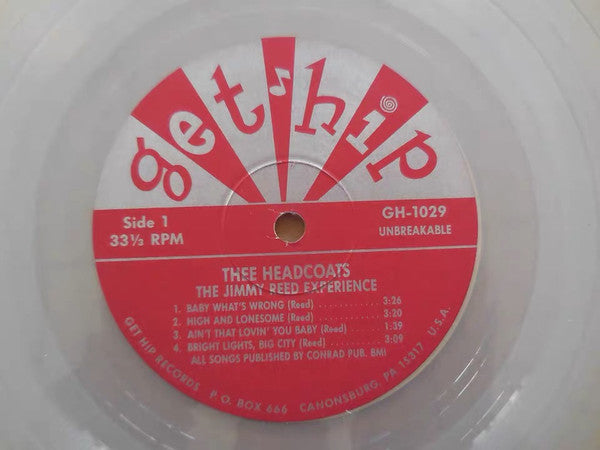 get hip
Side 1
33⅓ RPM
GH-1029
UNBREAKABLE
THEE HEADCOATS
THE JIMMY REED EXPERIENCE
1. BABY WHAT'S WRONG (Reed) ............ 3:26
2. HIGH AND LONESOME (Reed) ............ 3:20
3. AIN'T THAT LOVIN' YOU BABY (Reed) ...... 1:39
4. BRIGHT LIGHTS, BIG CITY (Reed) .......... 3:09
ALL SONGS PUBLISHED BY CONRAD PUB. BMI
GET HIP RECORDS P.O. BOX 666 CANONSBURG, PA 15317 U.S.A.